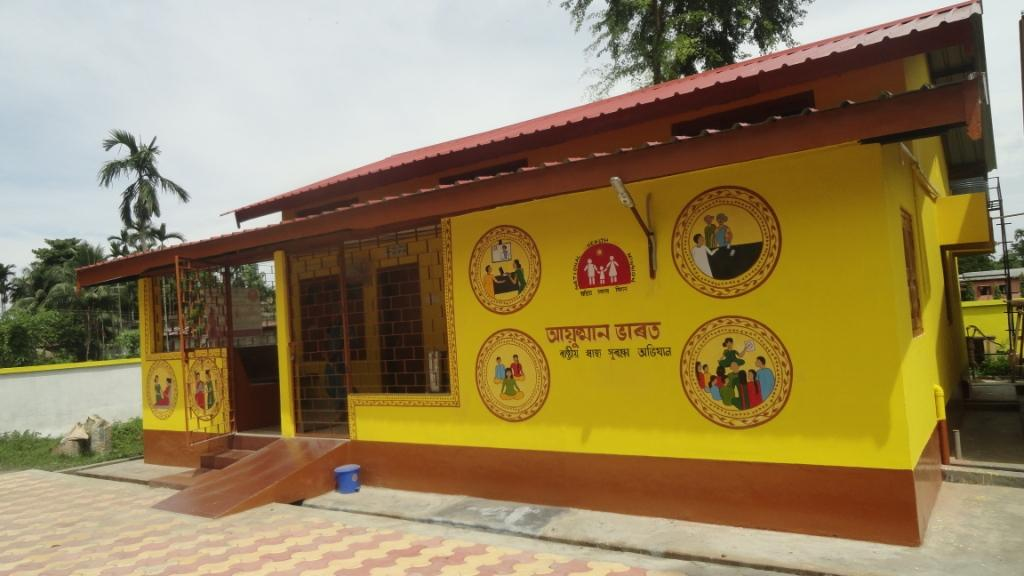 NATIONAL HEALTH MISSION
আয়ুষ্মান ভাৰত
ৰাষ্ট্ৰীয় স্বাস্থ্য সুৰক্ষা অভিযান